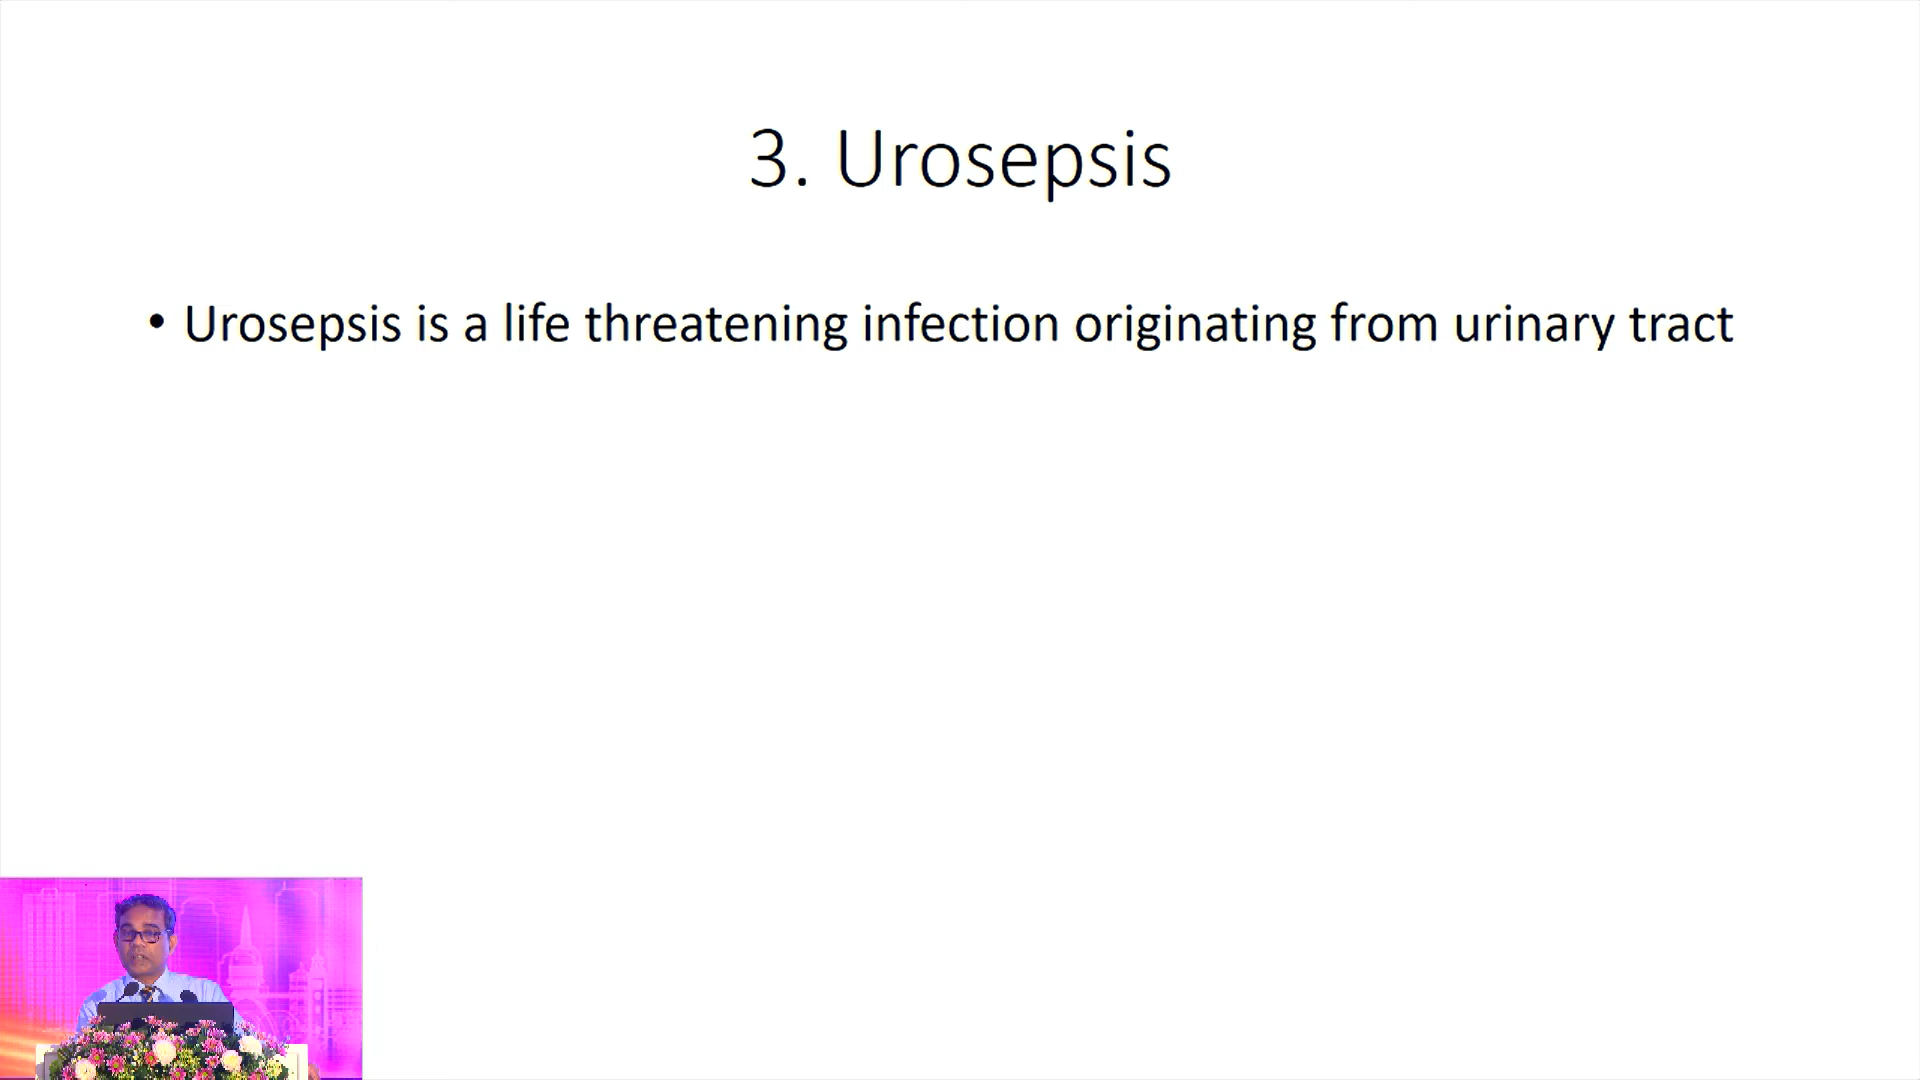 3. Urosepsis
• Urosepsis is a life threatening infection originating from urinary tract